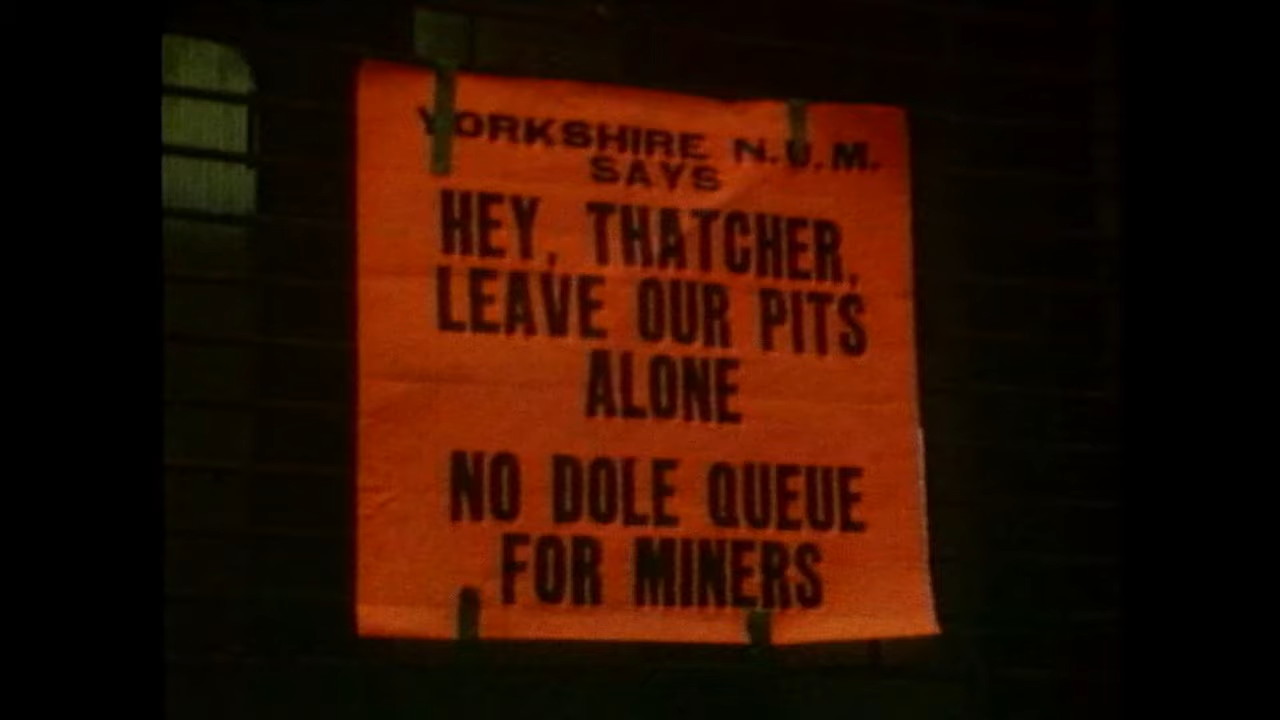 YORKSHIRE N.U.M.
SAYS
HEY, THATCHER,
LEAVE OUR PITS
ALONE
NO DOLE QUEUE
FOR MINERS